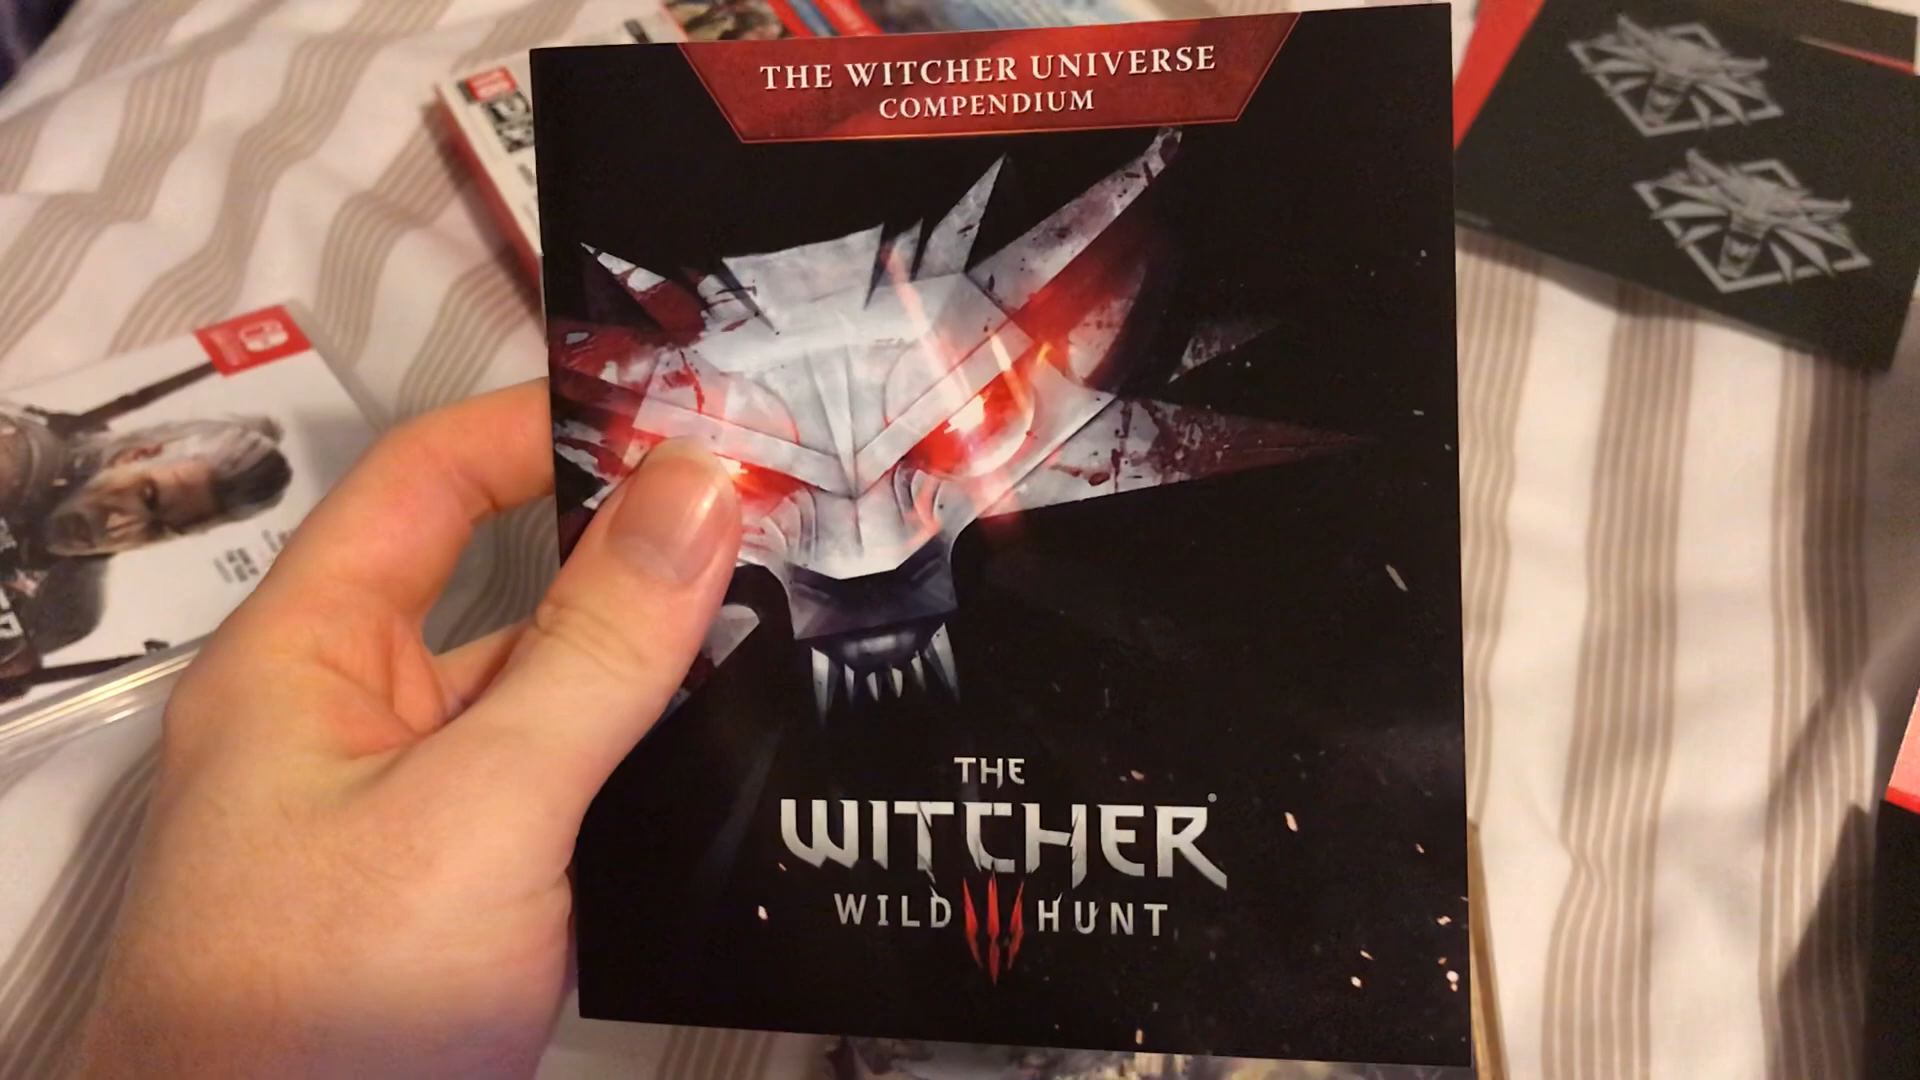 THE WITCHER UNIVERSE
COMPENDIUM
THE
WITCHER
WILD HUNT